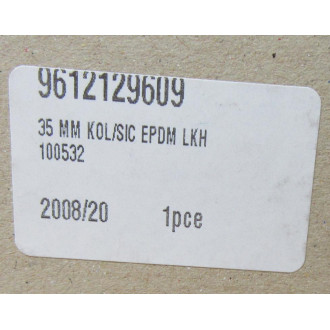 9612129609
35 MM KOL/SIC EPDM LKH
100532
2008/20 1pce